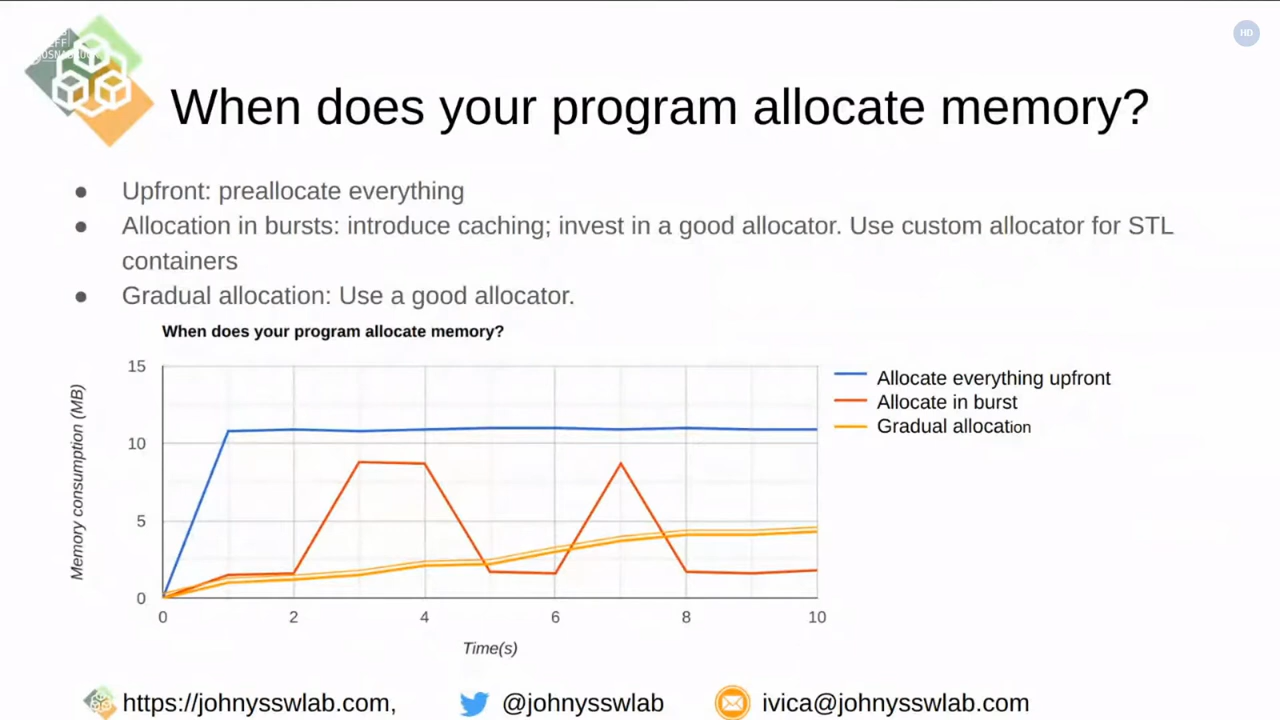 HD
When does your program allocate memory?
● Upfront: preallocate everything
● Allocation in bursts: introduce caching; invest in a good allocator. Use custom allocator for STL
containers
● Gradual allocation: Use a good allocator.
When does your program allocate memory?
Memory consumption (MB)
15
10
5
0
0 2 4 6 8 10
Time(s)
Allocate everything upfront
Allocate in burst
Gradual allocation
https://johnysswlab.com, @johnysswlab ivica@johnysswlab.com